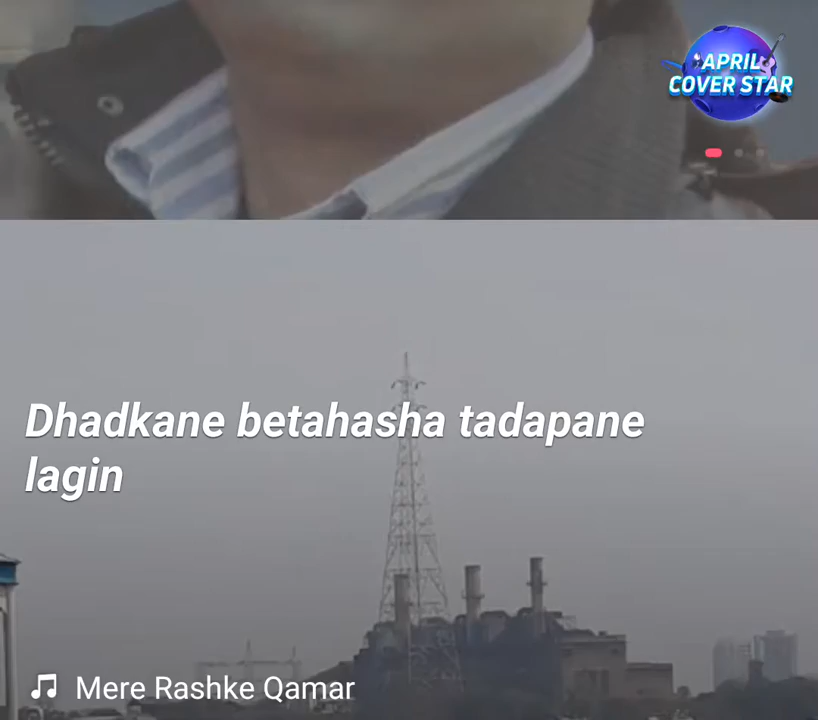 APRIL
COVER STAR
Dhadkane betahasha tadapane
lagin
Mere Rashke Qamar